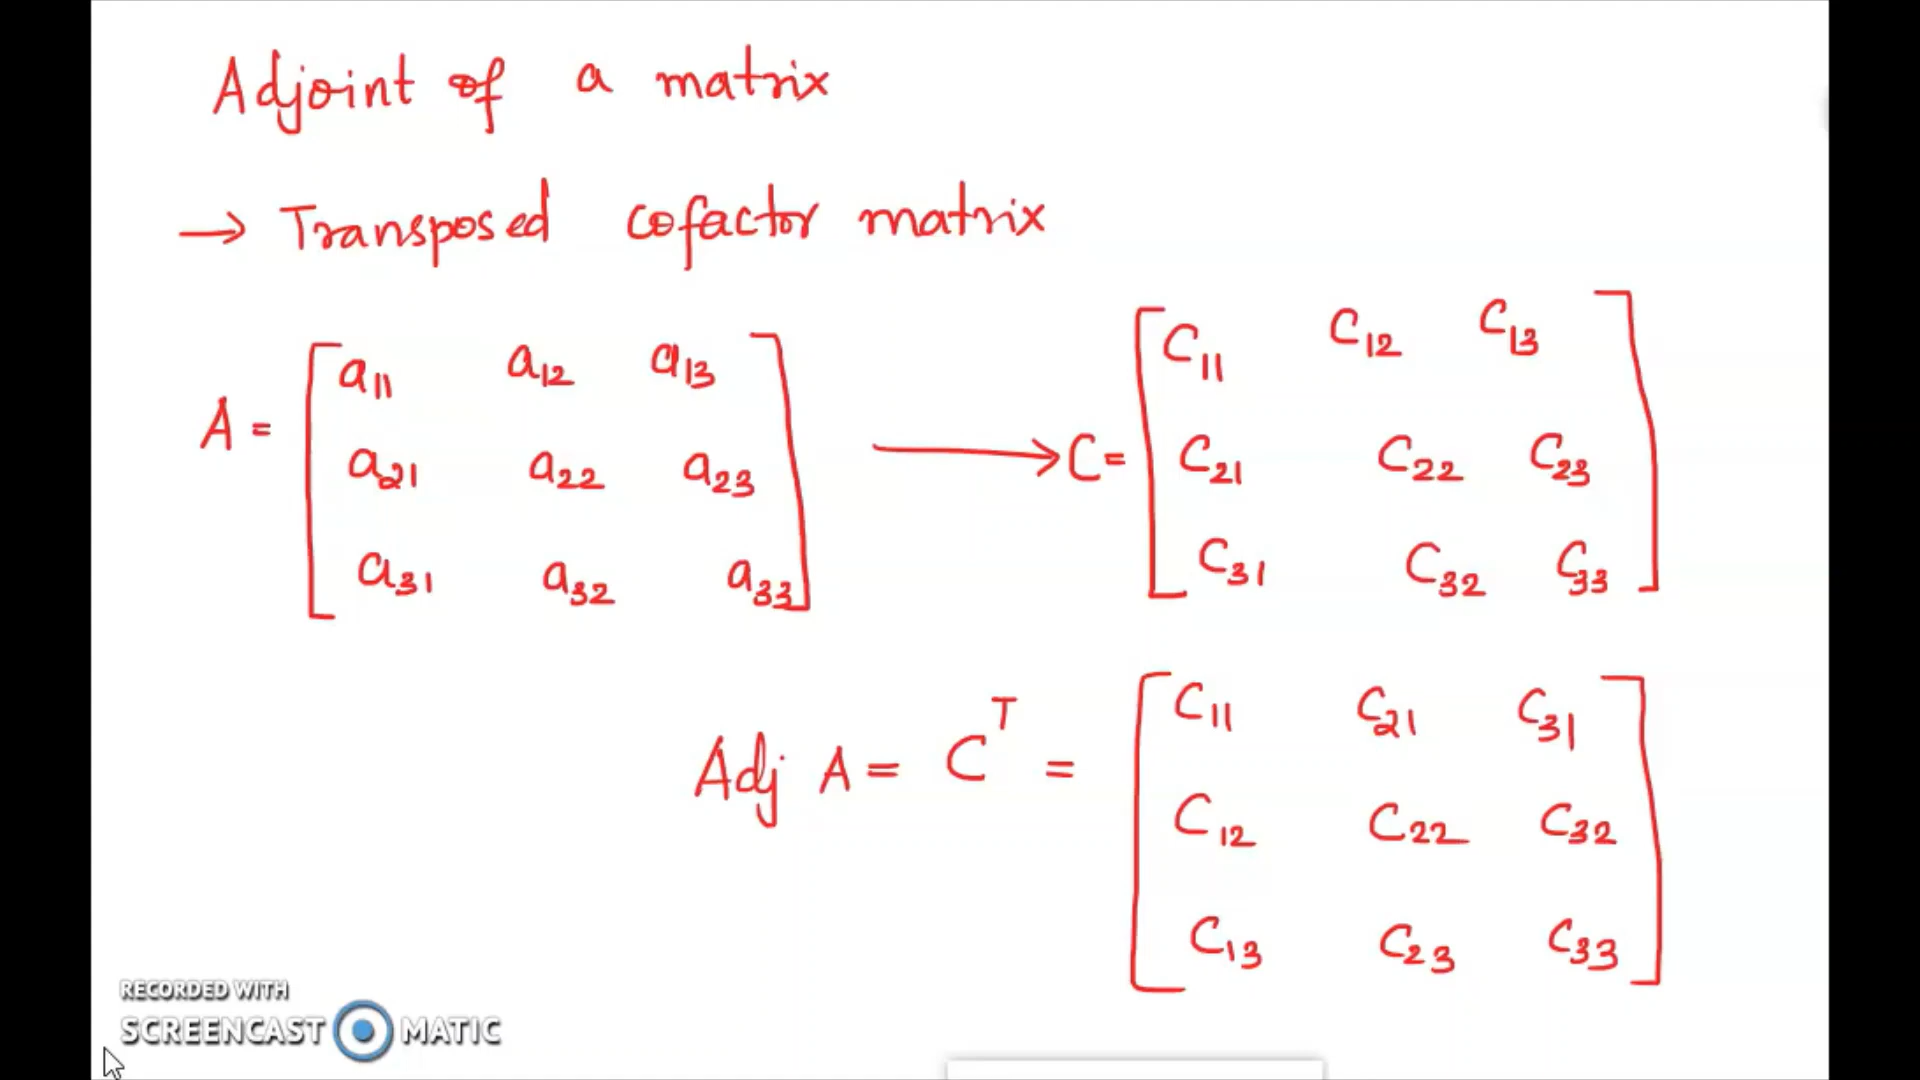 Adjoint of a matrix
→ Transposed cofactor matrix
A = [ a11 a12 a13
a21 a22 a23
a31 a32 a33 ]
→ C = [ C11 C12 C13
C21 C22 C23
C31 C32 C33 ]
Adj A = C^T = [ C11 C21 C31
C12 C22 C32
C13 C23 C33 ]
RECORDED WITH
SCREENCAST MATIC